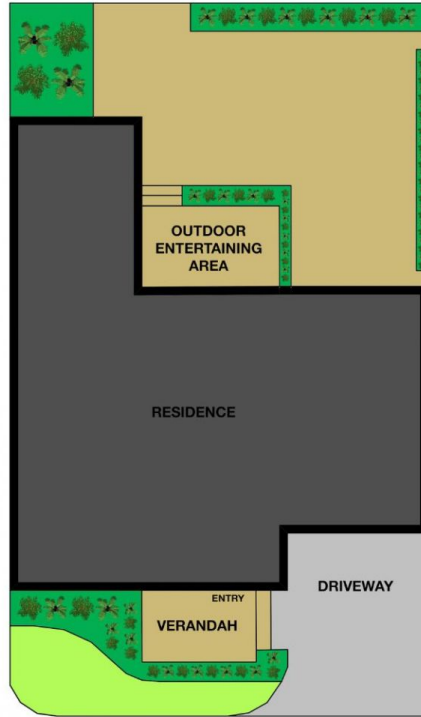 OUTDOOR
ENTERTAINING
AREA
RESIDENCE
DRIVEWAY
ENTRY
VERANDAH